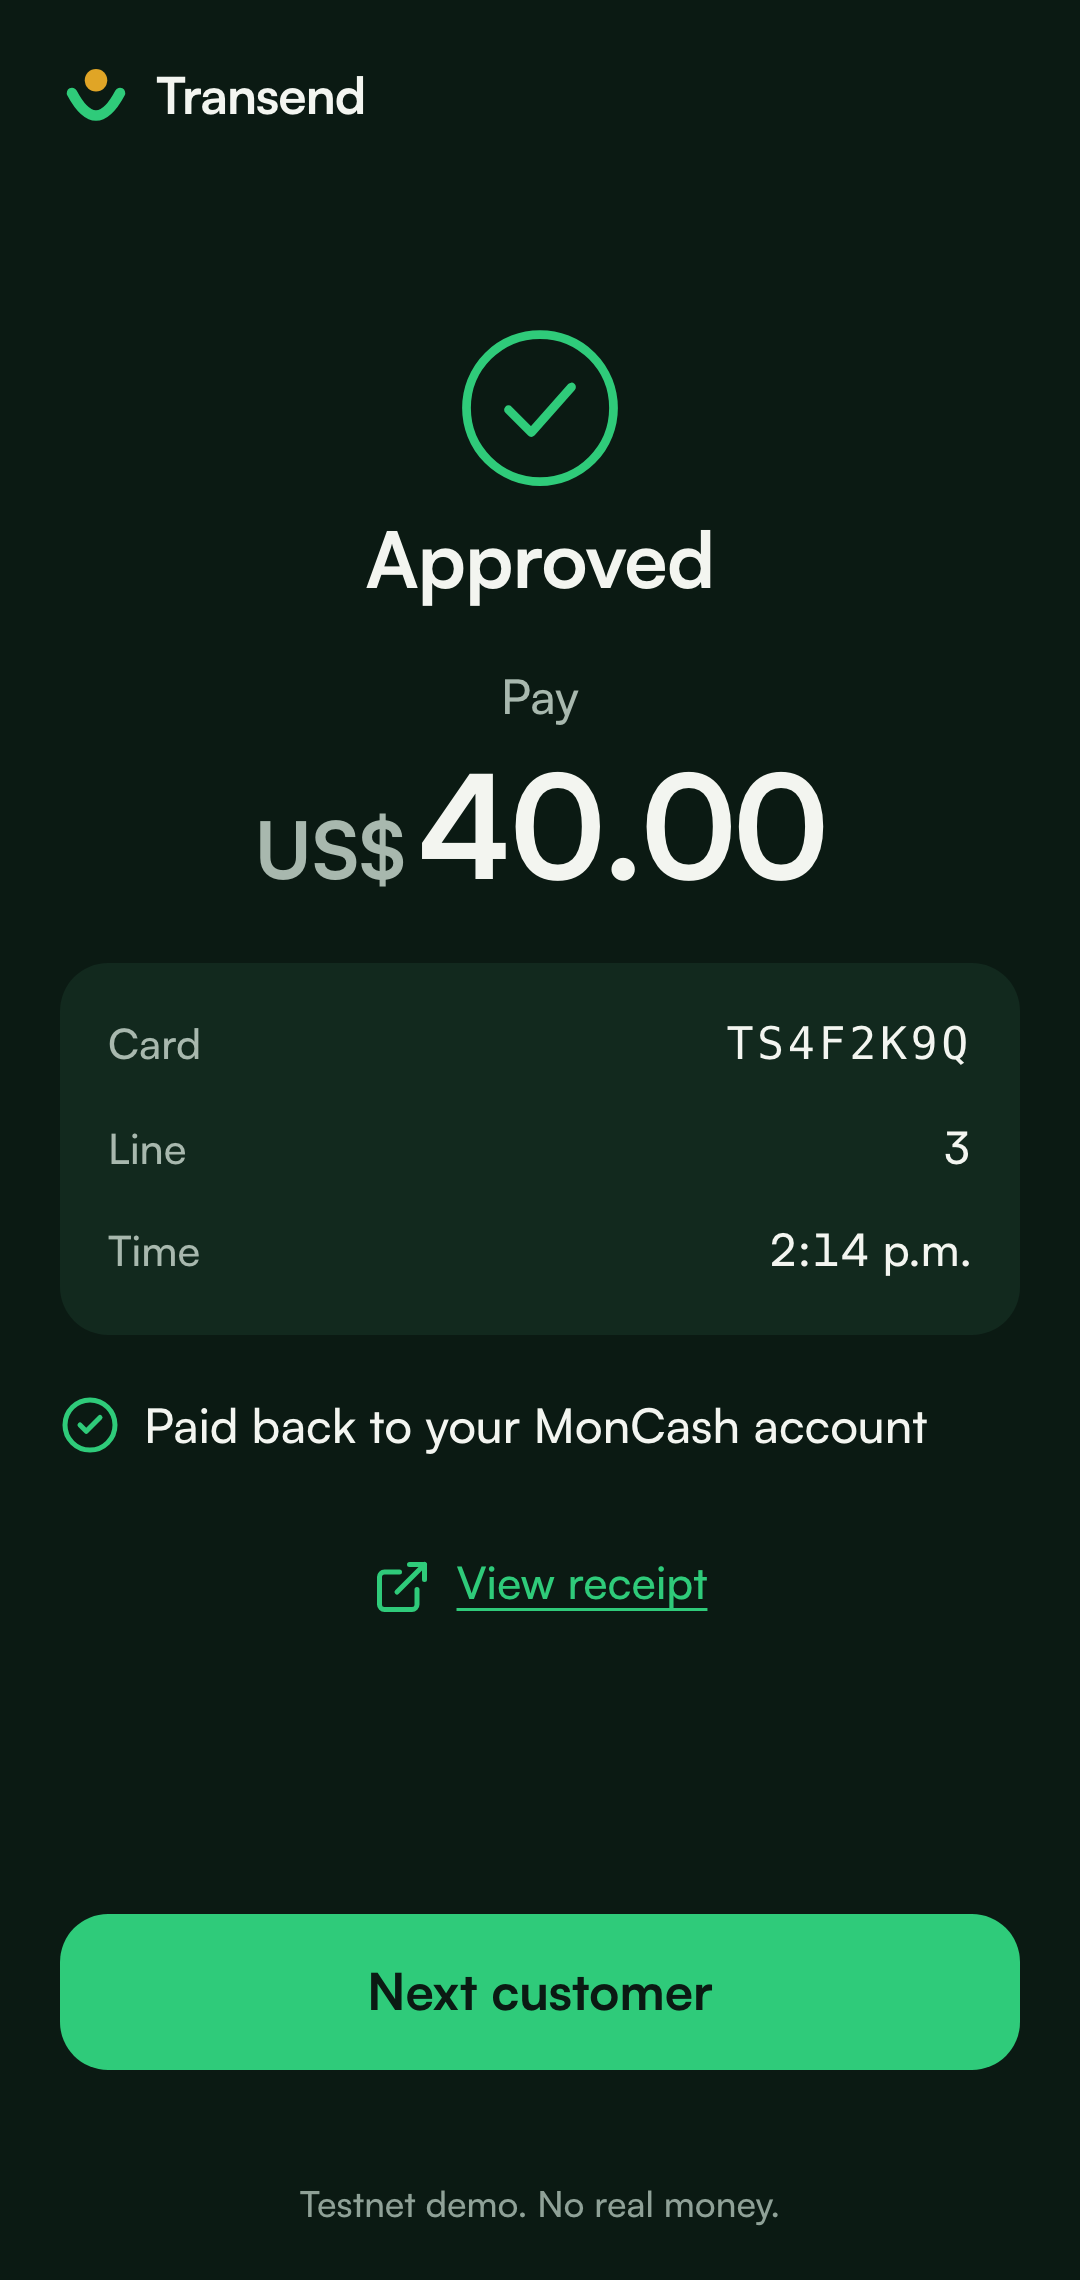 Transend
Approved
Pay
US$ 40.00
Card TS4F2K9Q
Line 3
Time 2:14 p.m.
Paid back to your MonCash account
View receipt
Next customer
Testnet demo. No real money.